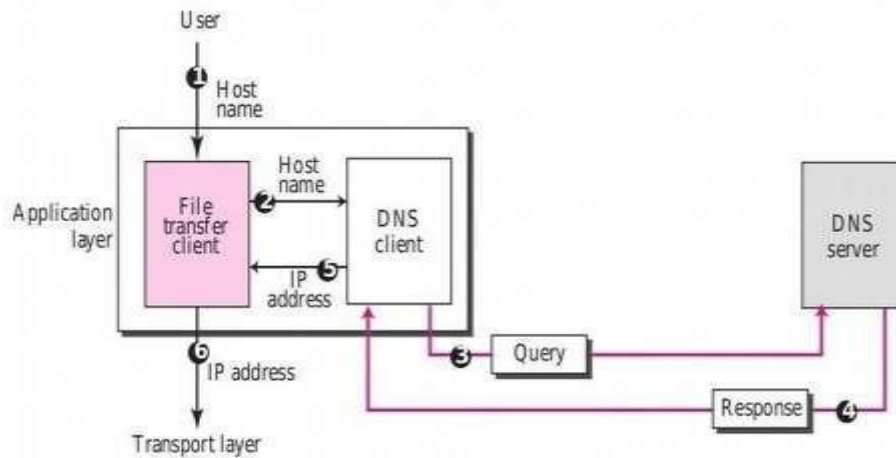 User
1
Host
name
Application
layer
File
transfer
client
2
Host
name
DNS
client
5
IP
address
DNS
server
3
Query
6
IP address
Response
4
Transport layer